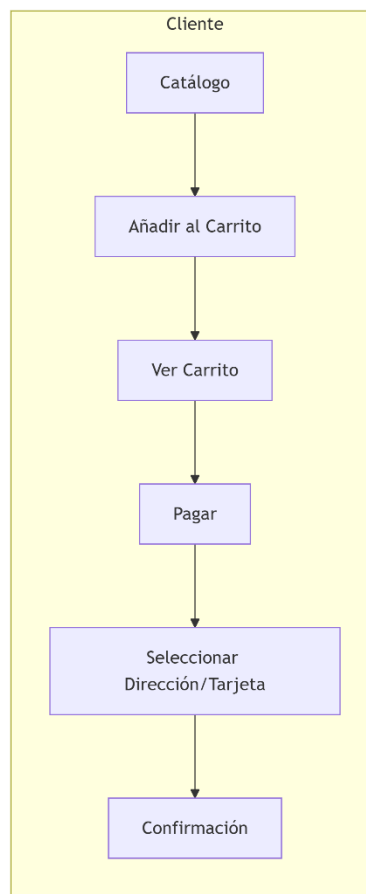 Cliente
Catálogo
Añadir al Carrito
Ver Carrito
Pagar
Seleccionar
Dirección/Tarjeta
Confirmación